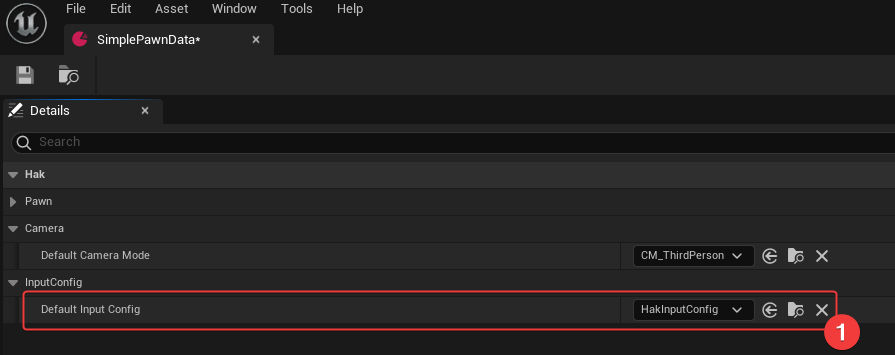 File Edit Asset Window Tools Help
SimplePawnData*
Details
Search
Hak
Pawn
Camera
Default Camera Mode CM_ThirdPerson
InputConfig
Default Input Config HakInputConfig
1